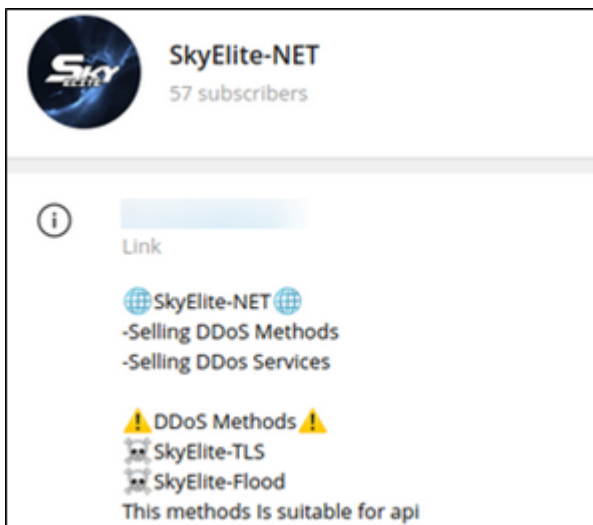 SKY
ELITE
SkyElite-NET
57 subscribers
Link
🌐SkyElite-NET🌐
-Selling DDoS Methods
-Selling DDos Services
⚠️DDoS Methods⚠️
☠️SkyElite-TLS
☠️SkyElite-Flood
This methods Is suitable for api